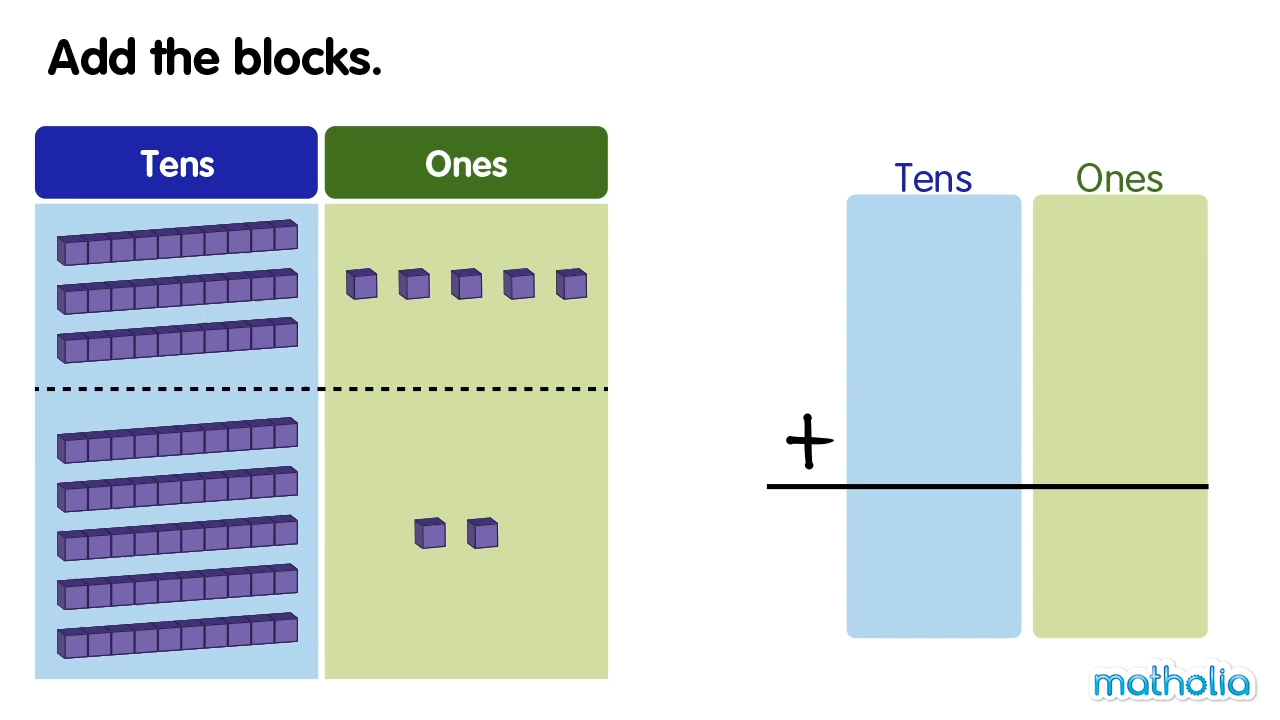 Add the blocks.
Tens Ones
Tens Ones
+
matholia